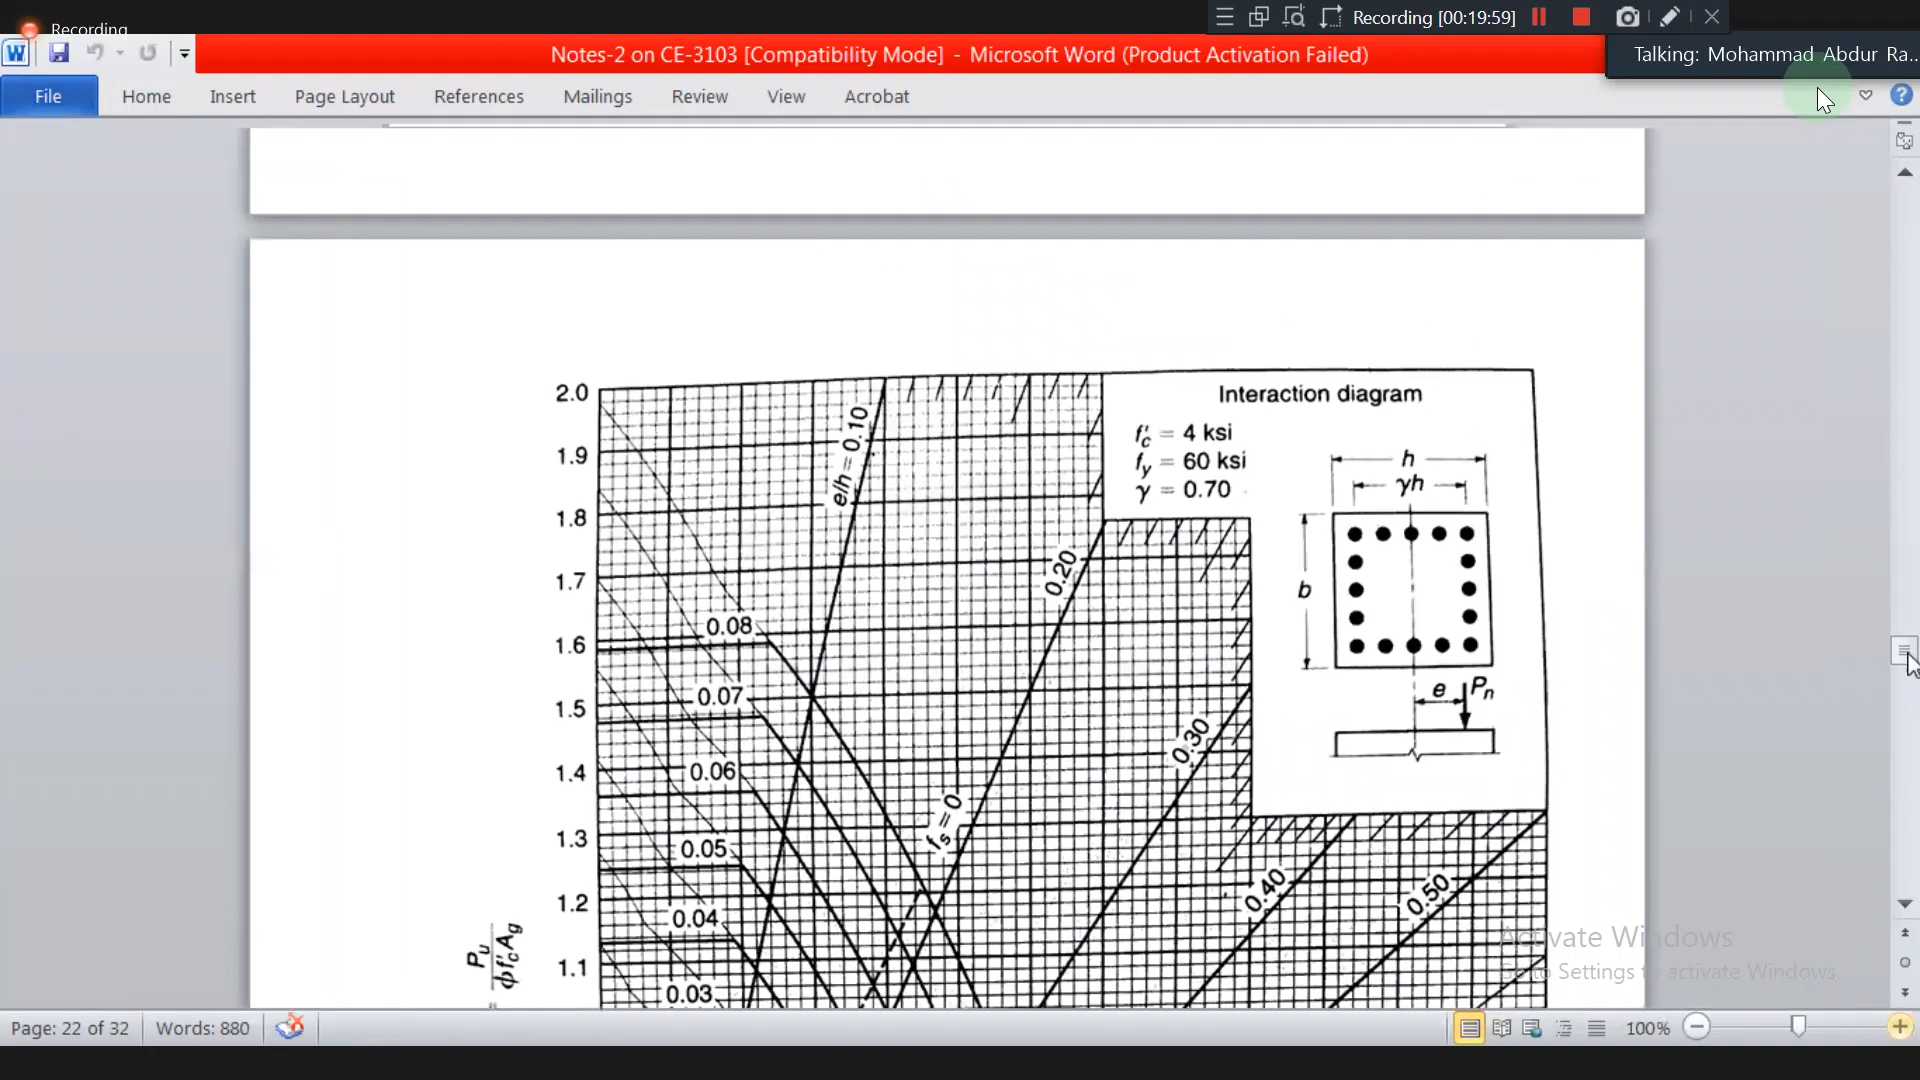 Recording
Recording [00:19:59]
Notes-2 on CE-3103 [Compatibility Mode] - Microsoft Word (Product Activation Failed)
Talking: Mohammad Abdur Ra...
File Home Insert Page Layout References Mailings Review View Acrobat
Interaction diagram
f'c = 4 ksi
fy = 60 ksi
γ = 0.70
h
γh
b
e Pn
2.0
1.9
1.8
1.7
1.6
1.5
1.4
1.3
1.2
1.1
e/h = 0.10
0.20
0.30
0.40
0.50
fs = 0
0.08
0.07
0.06
0.05
0.04
0.03
Pu
ϕf'cAg
=
Activate Windows
Go to Settings to activate Windows.
Page: 22 of 32 Words: 880 100%